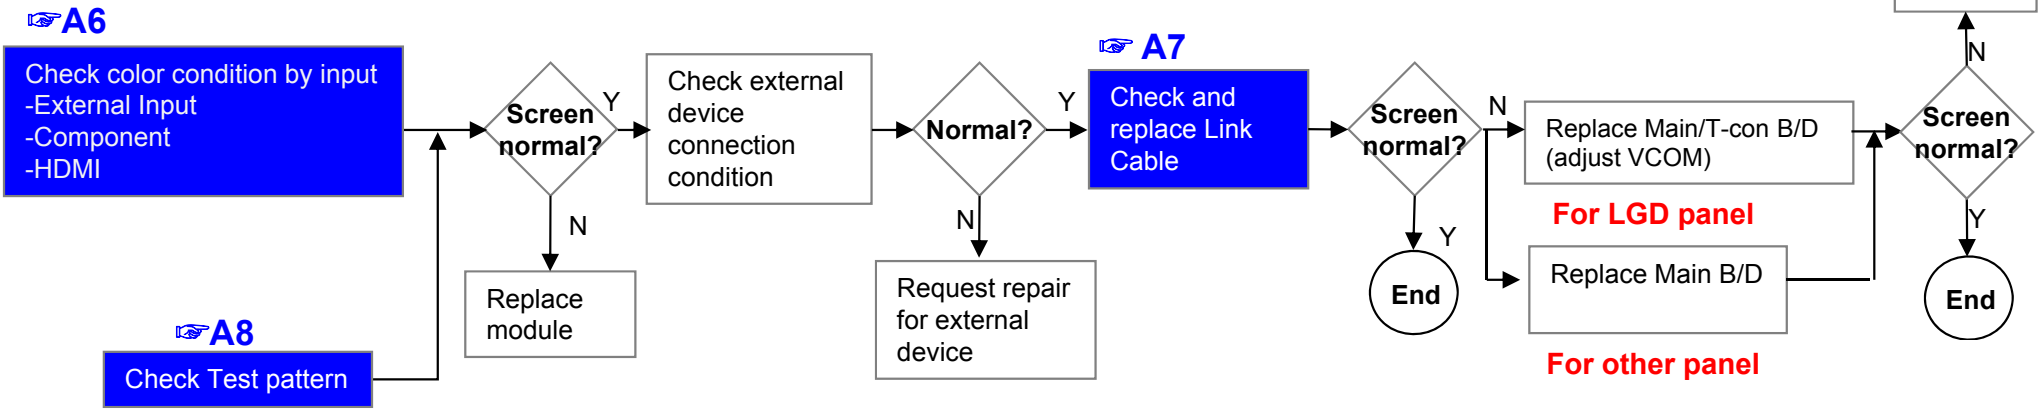 ☞A6
Check color condition by input
-External Input
-Component
-HDMI
☞A8
Check Test pattern
Screen
normal?
Y
N
Replace
module
Check external
device
connection
condition
Normal?
Y
N
Request repair
for external
device
☞ A7
Check and
replace Link
Cable
Screen
normal?
N
Y
End
Replace Main/T-con B/D
(adjust VCOM)
For LGD panel
Replace Main B/D
For other panel
N
Screen
normal?
Y
End